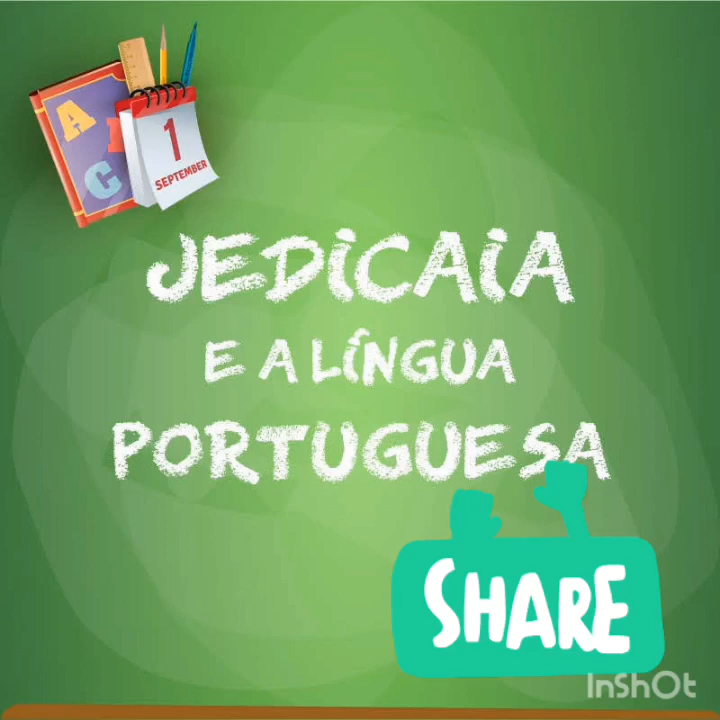 A
B
C
1
SEPTEMBER
JEDICAIA
E A LÍNGUA
PORTUGUESA
SHARE
InShOt